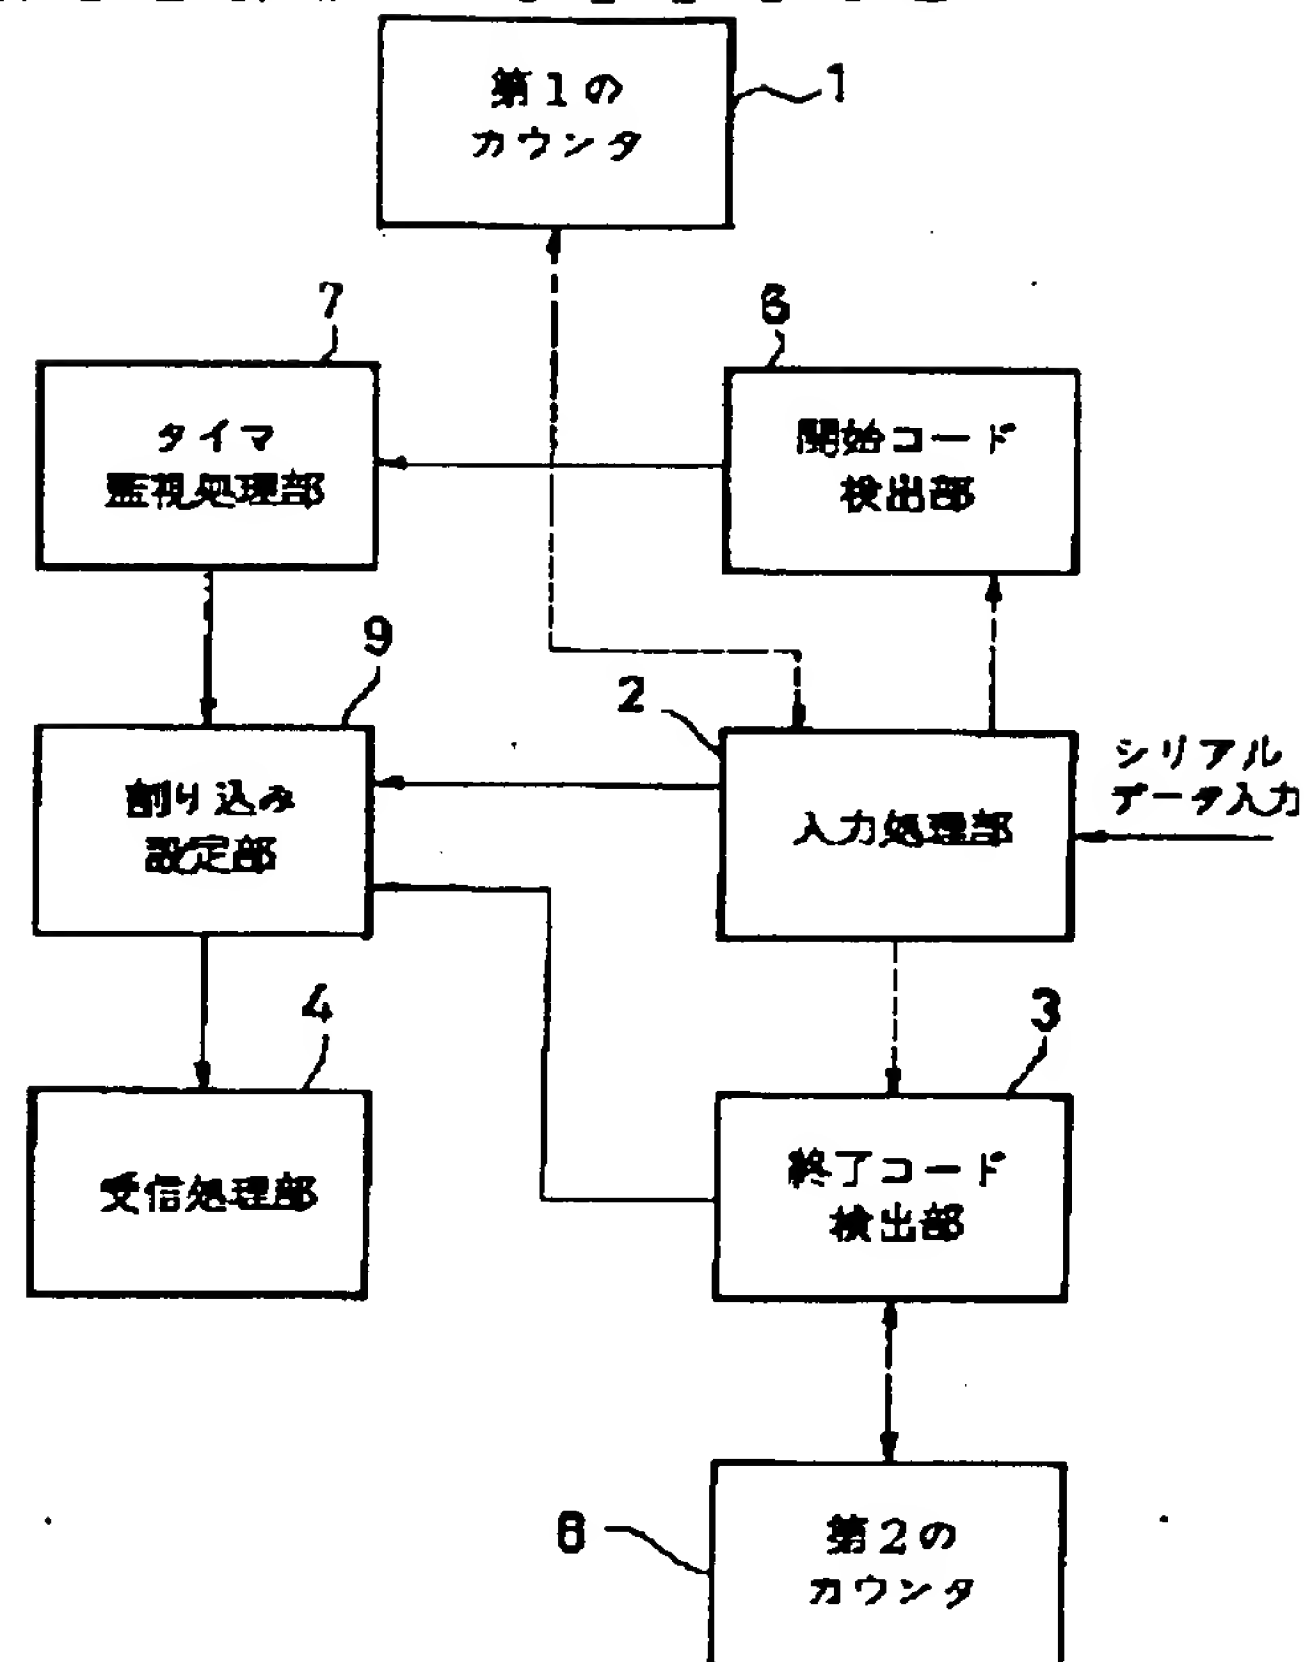 第1の
カウンタ
1
7
タイマ
監視処理部
6
開始コード
検出部
9
割り込み
設定部
2
入力処理部
シリアル
データ入力
4
受信処理部
3
終了コード
検出部
第2の
カウンタ